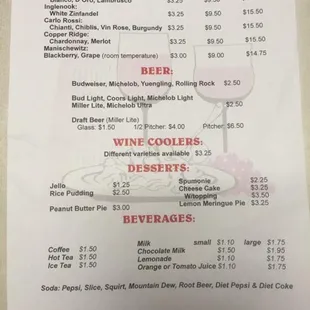 Inglenook:
White Zinfandel $3.25 $9.50 $15.50
Carlo Rossi:
Chianti, Chiblis, Vin Rose, Burgundy $3.25 $9.50 $15.50
Copper Ridge:
Chardonnay, Merlot $3.25 $9.50 $15.50
Manischewitz:
Blackberry, Grape (room temperature) $3.00 $9.00 $14.75
BEER:
Budweiser, Michelob, Yuengling, Rolling Rock $2.50
Bud Light, Coors Light, Michelob Light
Miller Lite, Michelob Ultra $2.50
Draft Beer (Miller Lite)
Glass: $1.50 1/2 Pitcher: $4.00 Pitcher: $6.50
WINE COOLERS:
Different varieties available $3.25
DESSERTS:
Jello $1.25 Spumonie $2.25
Rice Pudding $2.50 Cheese Cake $3.25
W/topping $3.50
Peanut Butter Pie $3.00 Lemon Meringue Pie $3.25
BEVERAGES:
Coffee $1.50 Milk small $1.10 large $1.75
Hot Tea $1.50 Chocolate Milk $1.50 $1.95
Ice Tea $1.50 Lemonade $1.10 $1.75
Orange or Tomato Juice $1.10 $1.75
Soda: Pepsi, Slice, Squirt, Mountain Dew, Root Beer, Diet Pepsi & Diet Coke